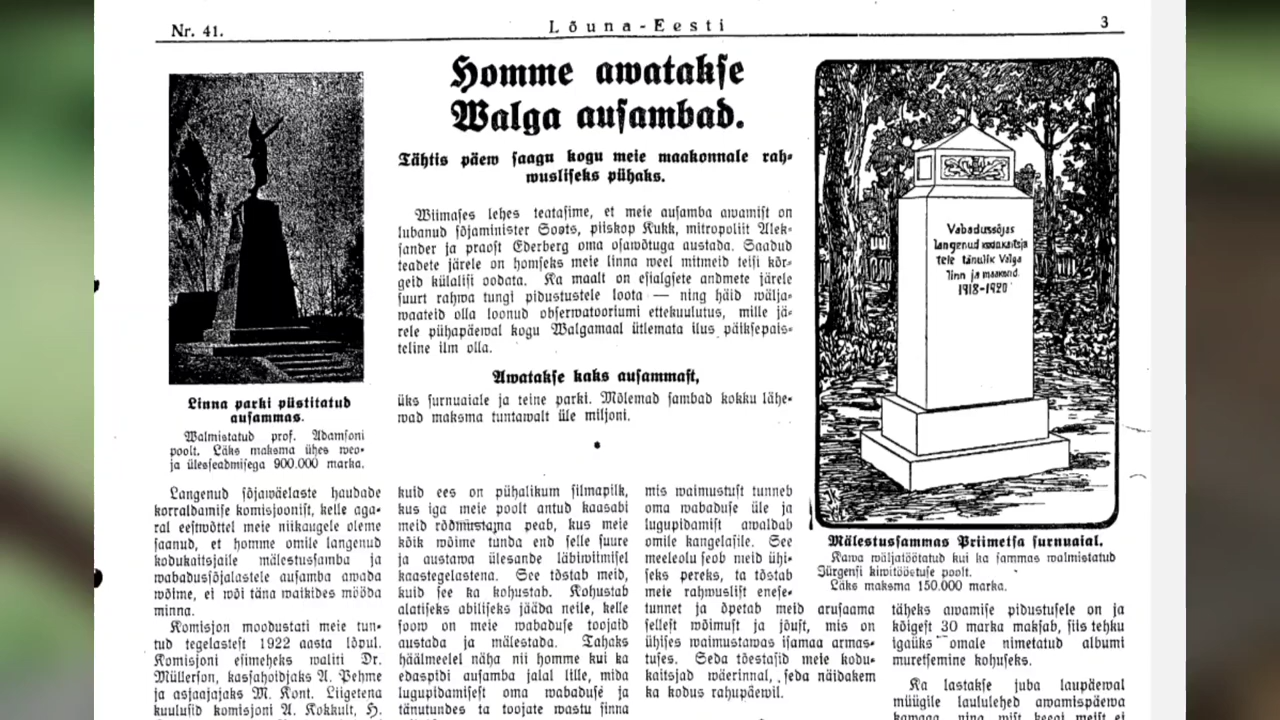 Nr. 41.
Lõuna-Eesti
3
Homme awatakse
Walga ausambad.
Tähtis päew saagu kogu meie maakonnale rah-
wusliseks pühaks.
Wiimases lehes teatasime, et meie ausamba awamist on
lubanud sõjaminister Soots, piiskop Kukk, mitropoliit Alek-
sander ja praost Ederberg oma osawõtuga austada. Saadud
teadete järele on homseks meie linna weel mitmeid teisi kõr-
geid külalisi oodata. Ka maalt on esialgsete andmete järele
suurt rahwa tungi pidustustele loota — ning häid wälja-
waateid olla loonud observatooriumi ettekuulutus, mille jä-
rele pühapäewal kogu Walgamaal ütlemata ilus päiksepais-
teline ilm olla.
Awatakse kaks ausammast,
üks surnuaiale ja teine parki. Mõlemad sambad kokku lähe-
wad maksma tuntawalt üle miljoni.
Linna parki püstitatud
ausammas.
Walmistatud prof. Adamsoni
poolt. Läks maksma ühes weo-
ja ülesseadmisega 900.000 marka.
Vabadussõjas
langenud kodukaitsja
tele tänulik Valga
linn ja maakond.
1918-1920
Mälestussammas Priimetsa surnuaial.
Kawa wäljatöötatud kui ka sammas walmistatud
Jürgensi kiwitööstuse poolt.
Läks maksma 150.000 marka.
Langenud sõjawäelaste haudade
korraldamise komisjonist, kelle aga-
ral eestwõttel meie niikaugele oleme
saanud, et homme omile langenud
kodukaitsjaile mälestussamba ja
wabadusõjalastele ausamba awada
wõime, ei wõi täna waikides mööda
minna.
Komisjon moodustati meie tun-
tud tegelastest 1922 aasta lõpul.
Komisjoni esimeheks waliti Dr.
Müllerson, kassahoidjaks A. Pehme
ja asjaajajaks M. Kont. Liigetena
kuulusid komisjoni A. Kokkult, H.
kuid ees on pühalikum silmapilk,
kus iga meie poolt antud kaasabi
meid rõõmustama peab, kus meie
kõik wõime tunda end selle suure
ja austawa ülesande läbiwiimisel
kaastegelastena. See tõstab meid,
kuid see ka kohustab. Kohustab
alatiseks abiliseks jääda neile, kelle
soow on meie wabaduse toojaid
austada ja mälestada. Tahaks
häälmeelel näha nii homme kui ka
edaspidi ausamba jalal lille, mida
lugupidamisest oma wabaduse ja
tänutundes ta toojate wastu sinna
mis waimustust tunneb
oma wabaduse üle ja
lugupidamist awaldab
omile kangelasile. See
meeleolu seob meid ühi-
seks pereks, ta tõstab
meie rahwuslist enese-
tunnet ja õpetab meid arusaama
sellest wõimust ja jõust, mis on
ühises waimustawas isamaa armas-
tuses. Seda tõestasid meie kodu-
kaitsjad wäerinnal, seda näidakem
ka kodus rahupäewil.
täheks awamise pidustusele on ja
kõigest 30 marka maksab, siis tehku
igaüks omale nimetatud albumi
muretsemine kohuseks.
Ka lastakse juba laupäewal
müügile laululehed awamispäewa